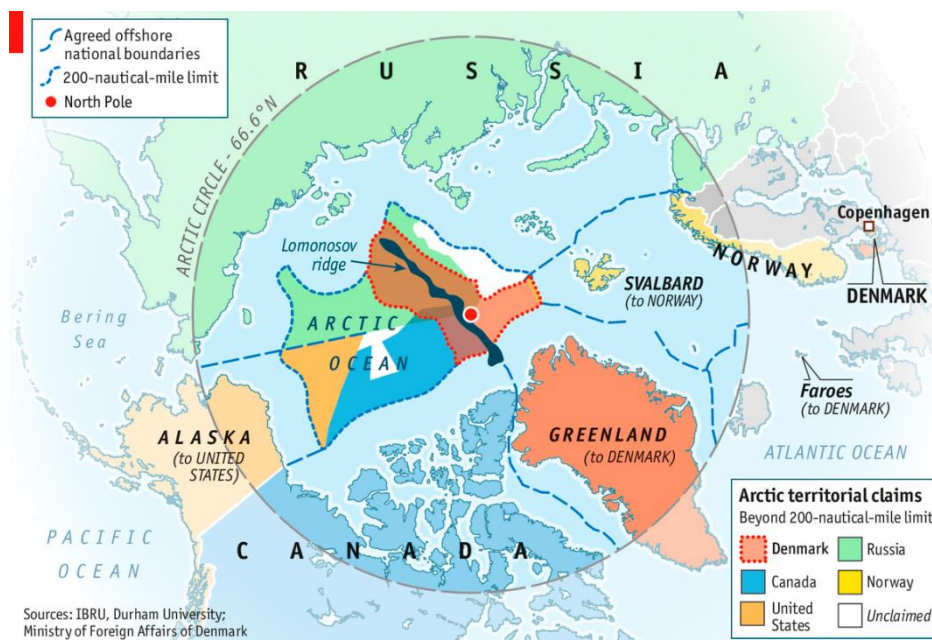 Agreed offshore
national boundaries
200-nautical-mile limit
North Pole
RUSSIA
ARCTIC CIRCLE - 66.6°N
Lomonosov
ridge
ARCTIC
OCEAN
Bering
Sea
SVALBARD
(to NORWAY)
NORWAY
Copenhagen
DENMARK
Faroes
(to DENMARK)
ALASKA
(to UNITED
STATES)
GREENLAND
(to DENMARK)
ATLANTIC OCEAN
PACIFIC
OCEAN
CANADA
Arctic territorial claims
Beyond 200-nautical-mile limit
Denmark
Russia
Canada
Norway
United
States
Unclaimed
Sources: IBRU, Durham University;
Ministry of Foreign Affairs of Denmark